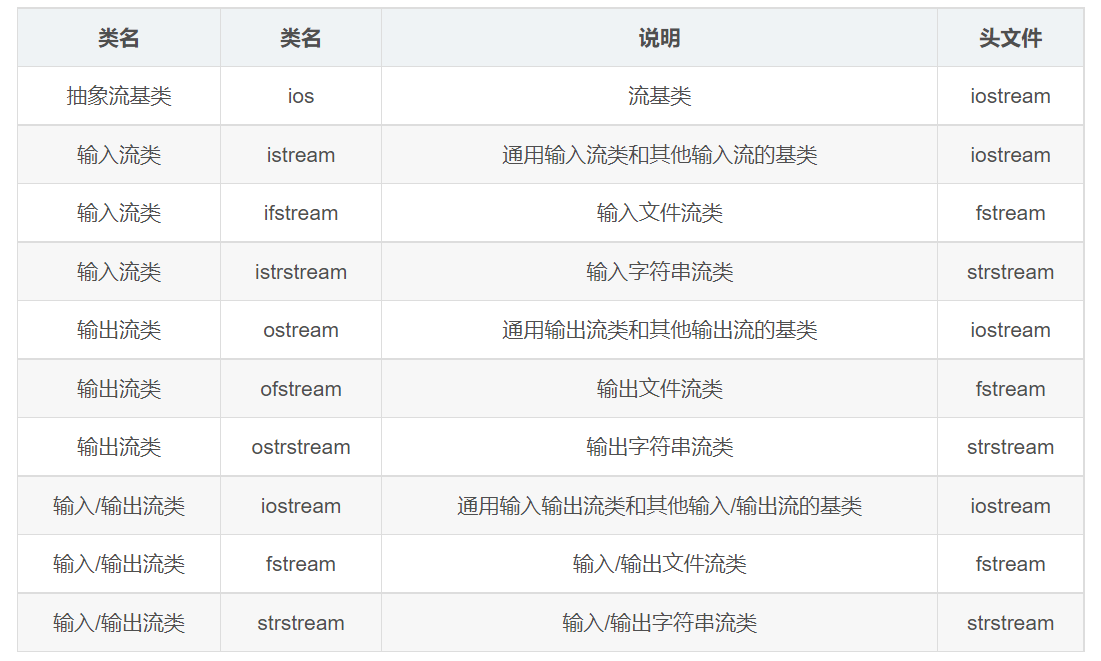 类名 类名 说明 头文件
抽象流基类 ios 流基类 iostream
输入流类 istream 通用输入流类和其他输入流的基类 iostream
输入流类 ifstream 输入文件流类 fstream
输入流类 istrstream 输入字符串流类 strstream
输出流类 ostream 通用输出流类和其他输出流的基类 iostream
输出流类 ofstream 输出文件流类 fstream
输出流类 ostrstream 输出字符串流类 strstream
输入/输出流类 iostream 通用输入输出流类和其他输入/输出流的基类 iostream
输入/输出流类 fstream 输入/输出文件流类 fstream
输入/输出流类 strstream 输入/输出字符串流类 strstream